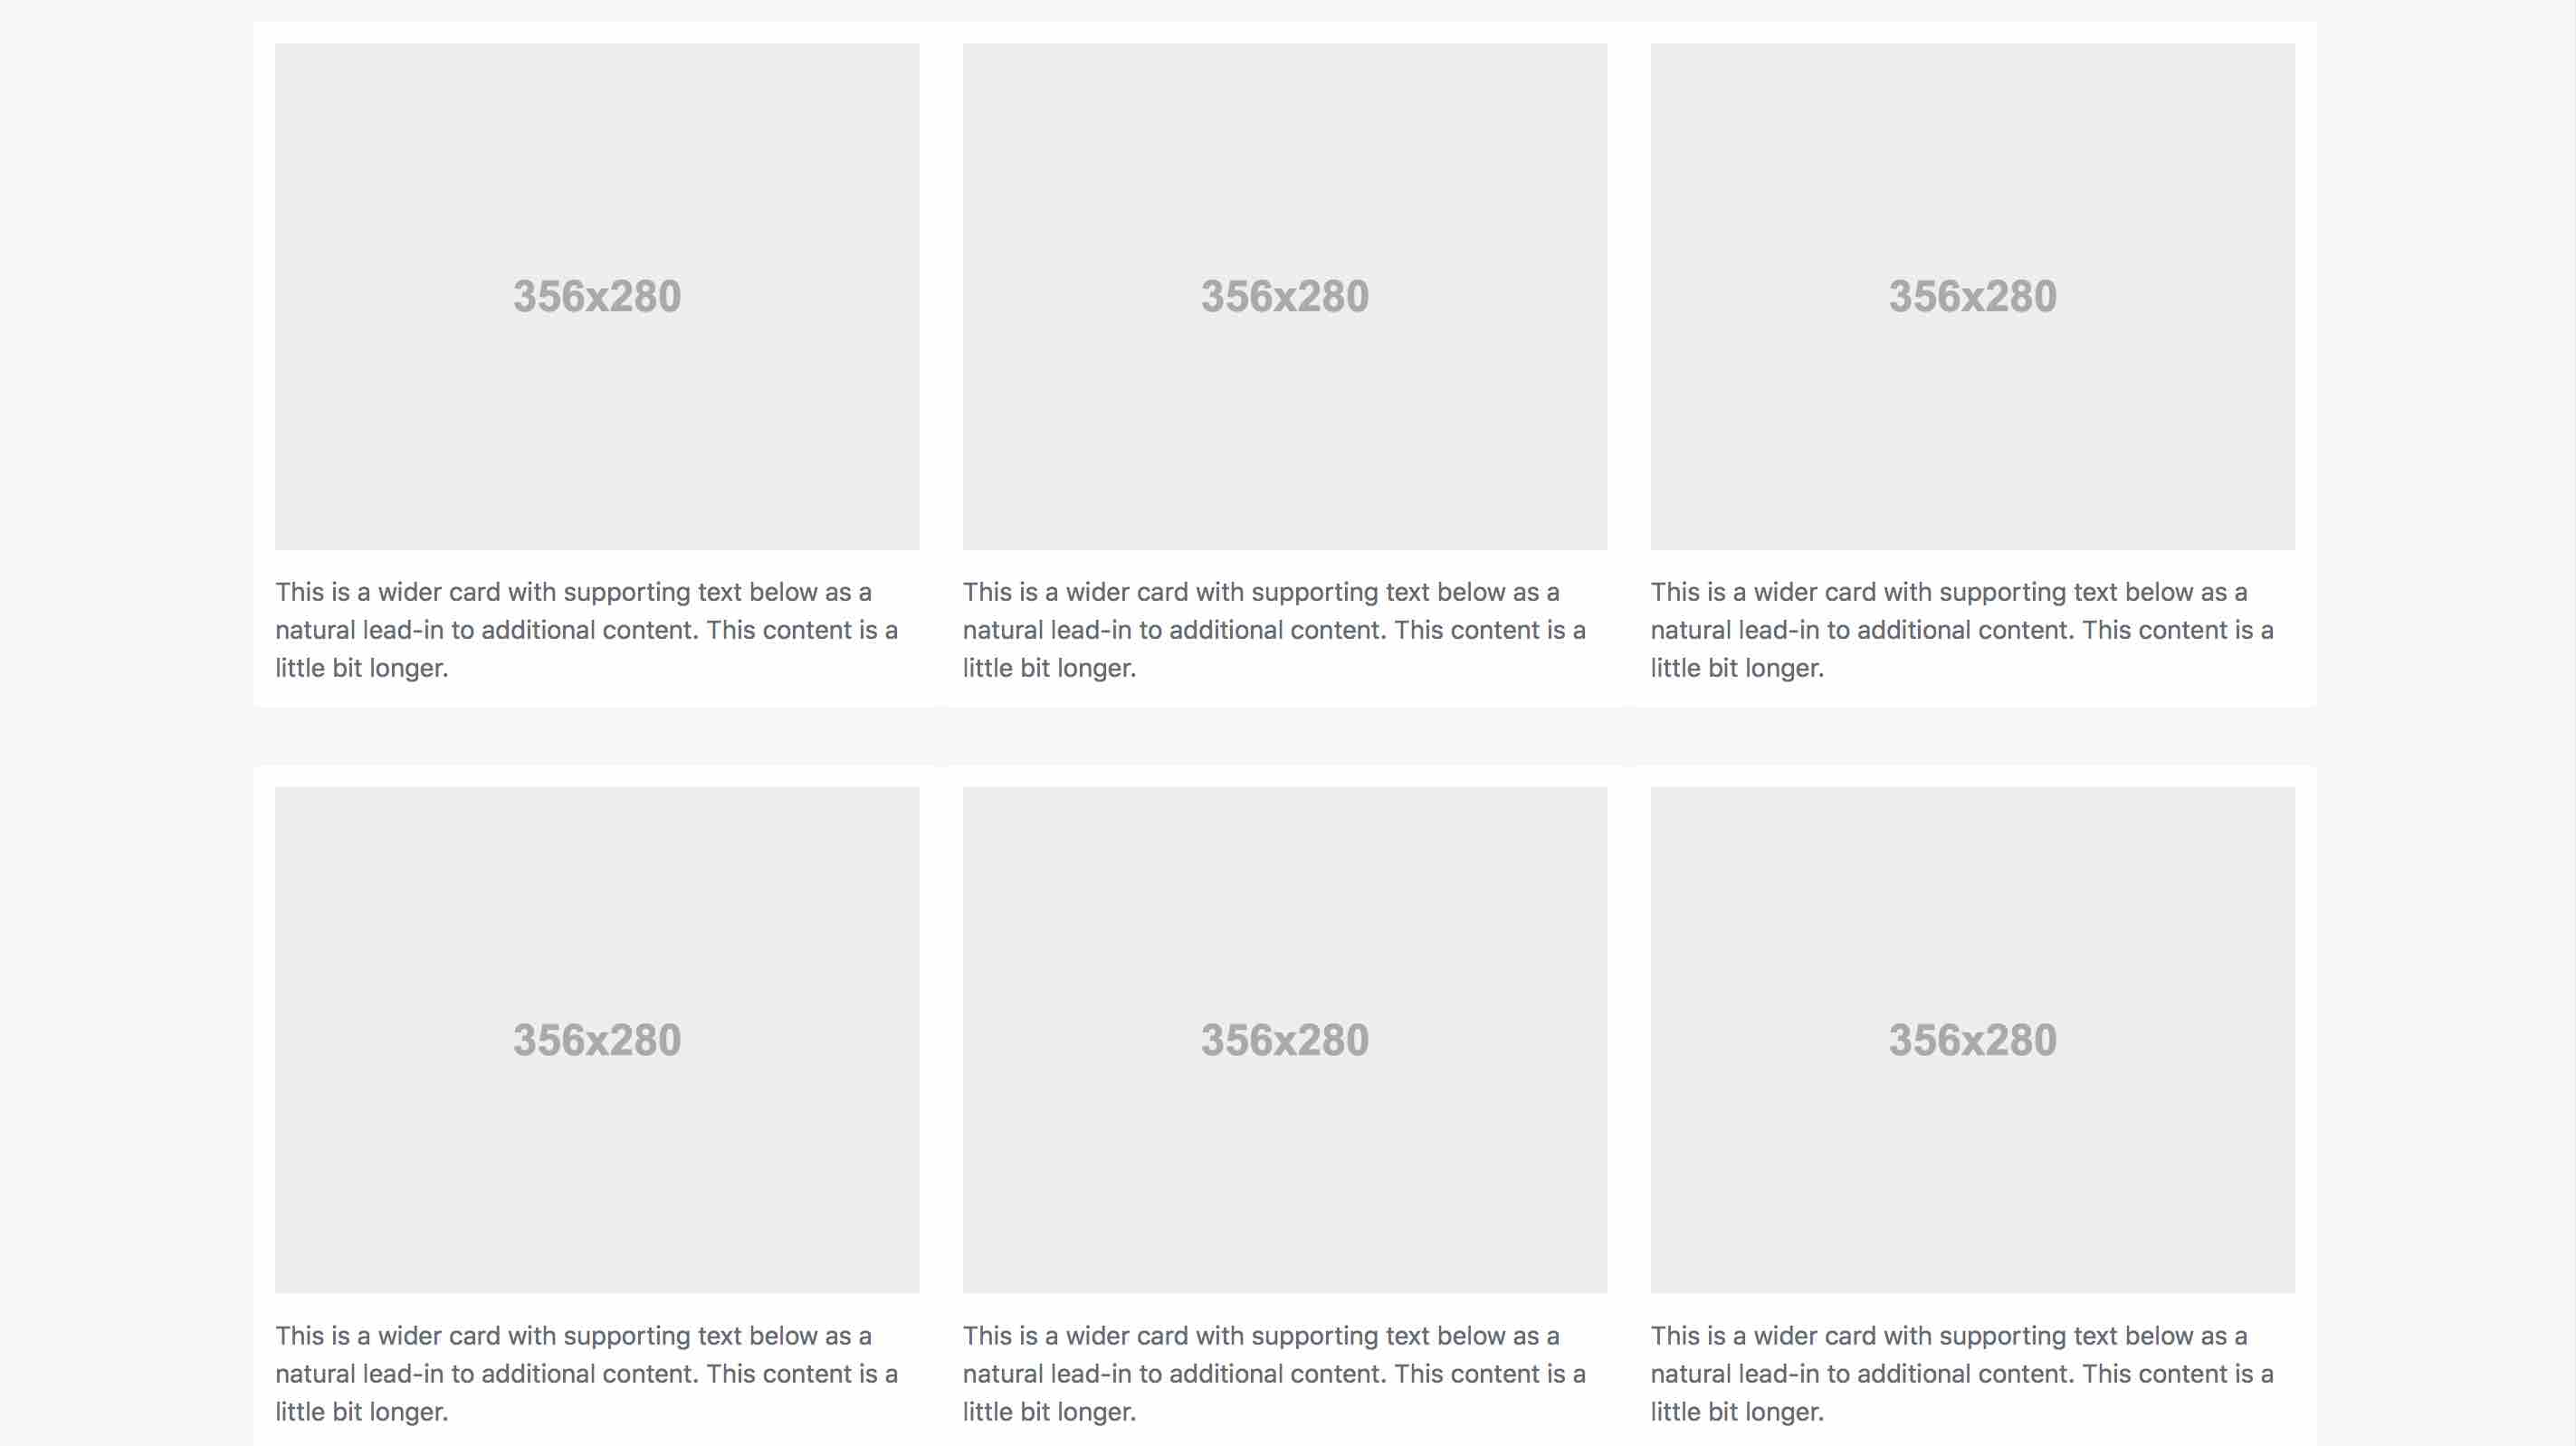 356x280
356x280
356x280
This is a wider card with supporting text below as a
natural lead-in to additional content. This content is a
little bit longer.
This is a wider card with supporting text below as a
natural lead-in to additional content. This content is a
little bit longer.
This is a wider card with supporting text below as a
natural lead-in to additional content. This content is a
little bit longer.
356x280
356x280
356x280
This is a wider card with supporting text below as a
natural lead-in to additional content. This content is a
little bit longer.
This is a wider card with supporting text below as a
natural lead-in to additional content. This content is a
little bit longer.
This is a wider card with supporting text below as a
natural lead-in to additional content. This content is a
little bit longer.